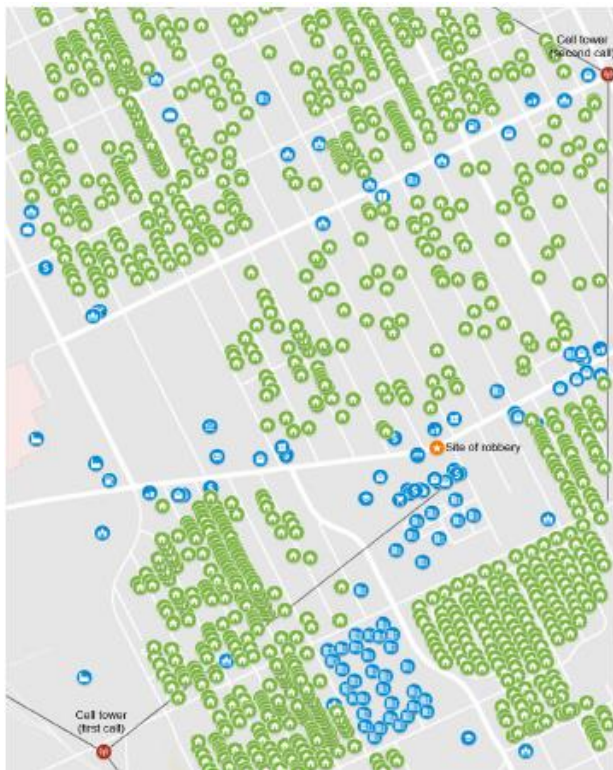 Cell tower
(second call)
Site of robbery
Cell tower
(first call)